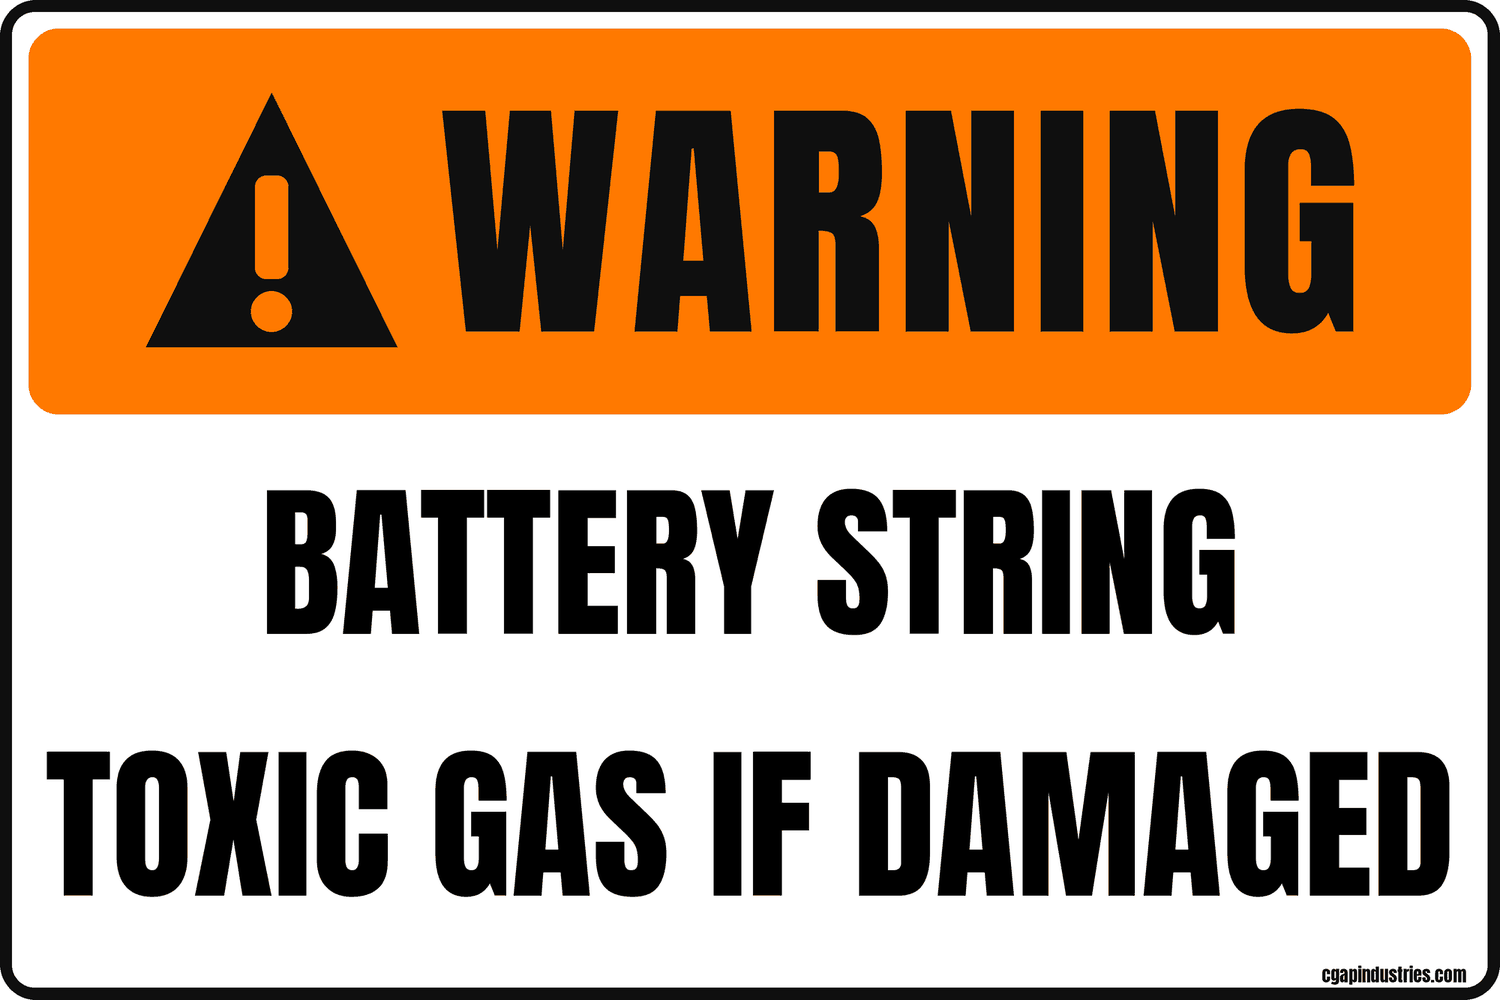 WARNING
BATTERY STRING
TOXIC GAS IF DAMAGED
cgapindustries.com